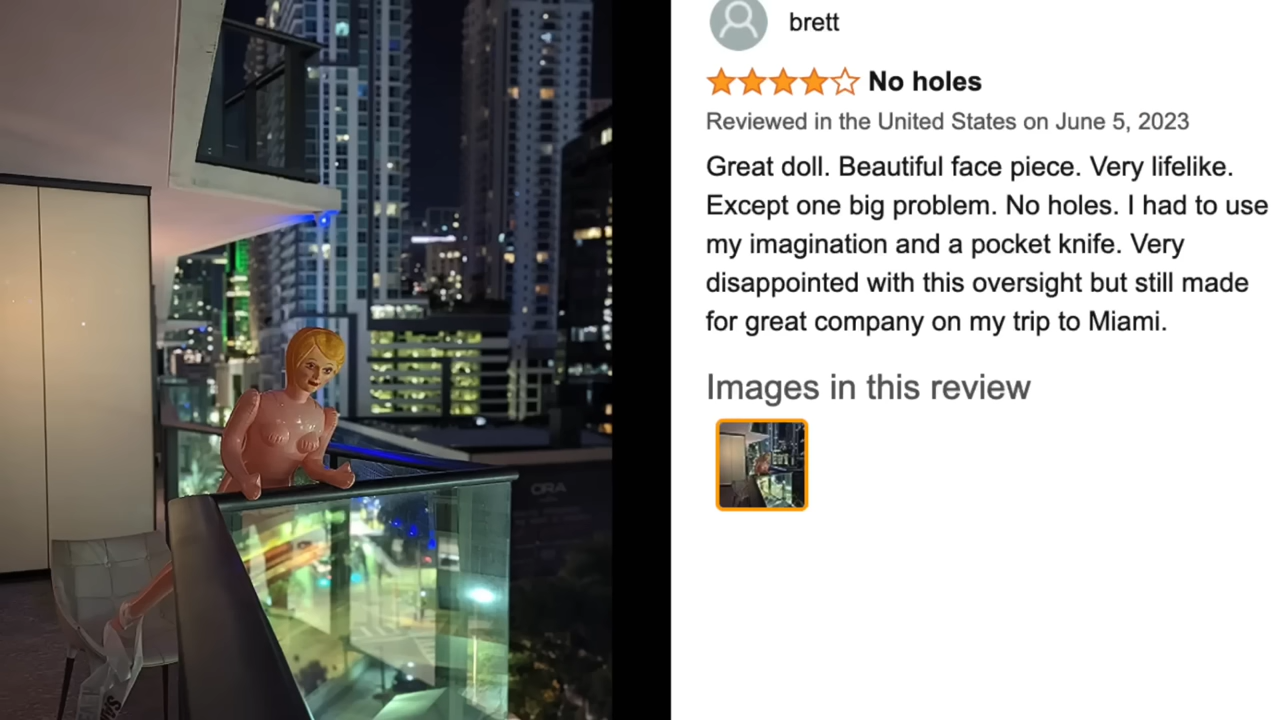 brett
No holes
Reviewed in the United States on June 5, 2023
Great doll. Beautiful face piece. Very lifelike.
Except one big problem. No holes. I had to use
my imagination and a pocket knife. Very
disappointed with this oversight but still made
for great company on my trip to Miami.
Images in this review
ORA